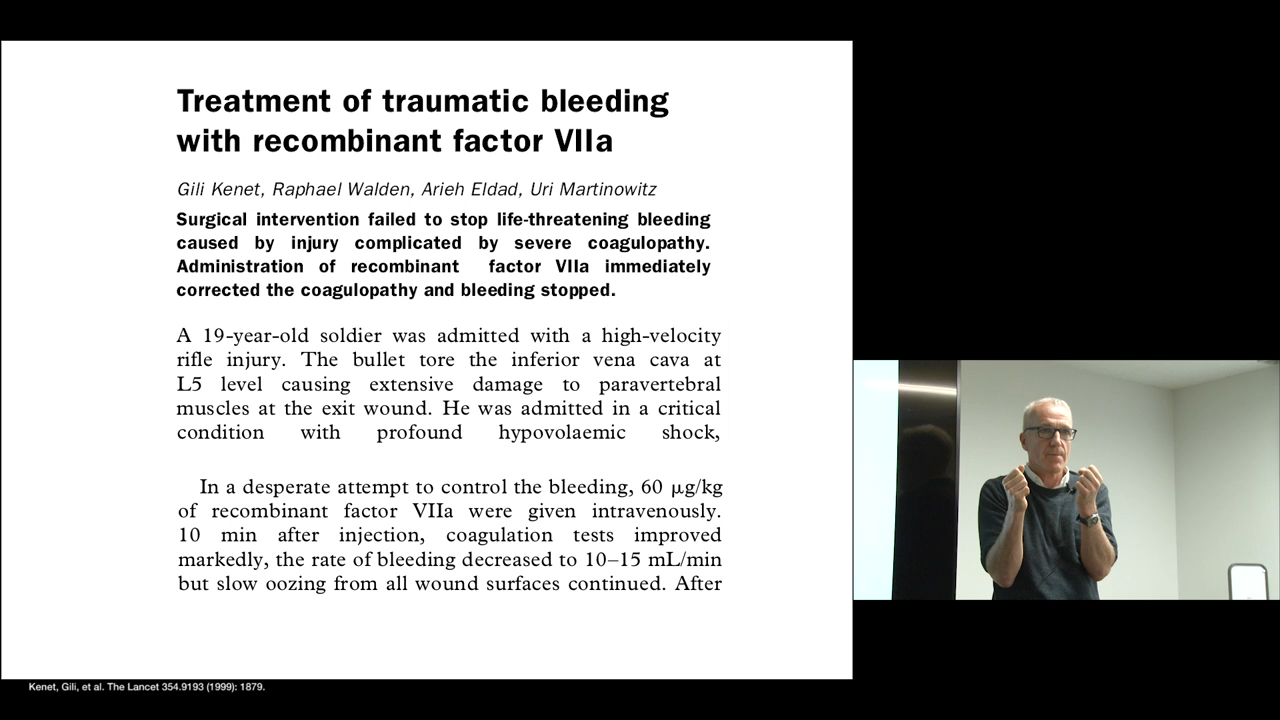 Treatment of traumatic bleeding
with recombinant factor VIIa
Gili Kenet, Raphael Walden, Arieh Eldad, Uri Martinowitz
Surgical intervention failed to stop life-threatening bleeding
caused by injury complicated by severe coagulopathy.
Administration of recombinant factor VIIa immediately
corrected the coagulopathy and bleeding stopped.
A 19-year-old soldier was admitted with a high-velocity
rifle injury. The bullet tore the inferior vena cava at
L5 level causing extensive damage to paravertebral
muscles at the exit wound. He was admitted in a critical
condition with profound hypovolaemic shock,
In a desperate attempt to control the bleeding, 60 μg/kg
of recombinant factor VIIa were given intravenously.
10 min after injection, coagulation tests improved
markedly, the rate of bleeding decreased to 10–15 mL/min
but slow oozing from all wound surfaces continued. After
Kenet, Gili, et al. The Lancet 354.9193 (1999): 1879.